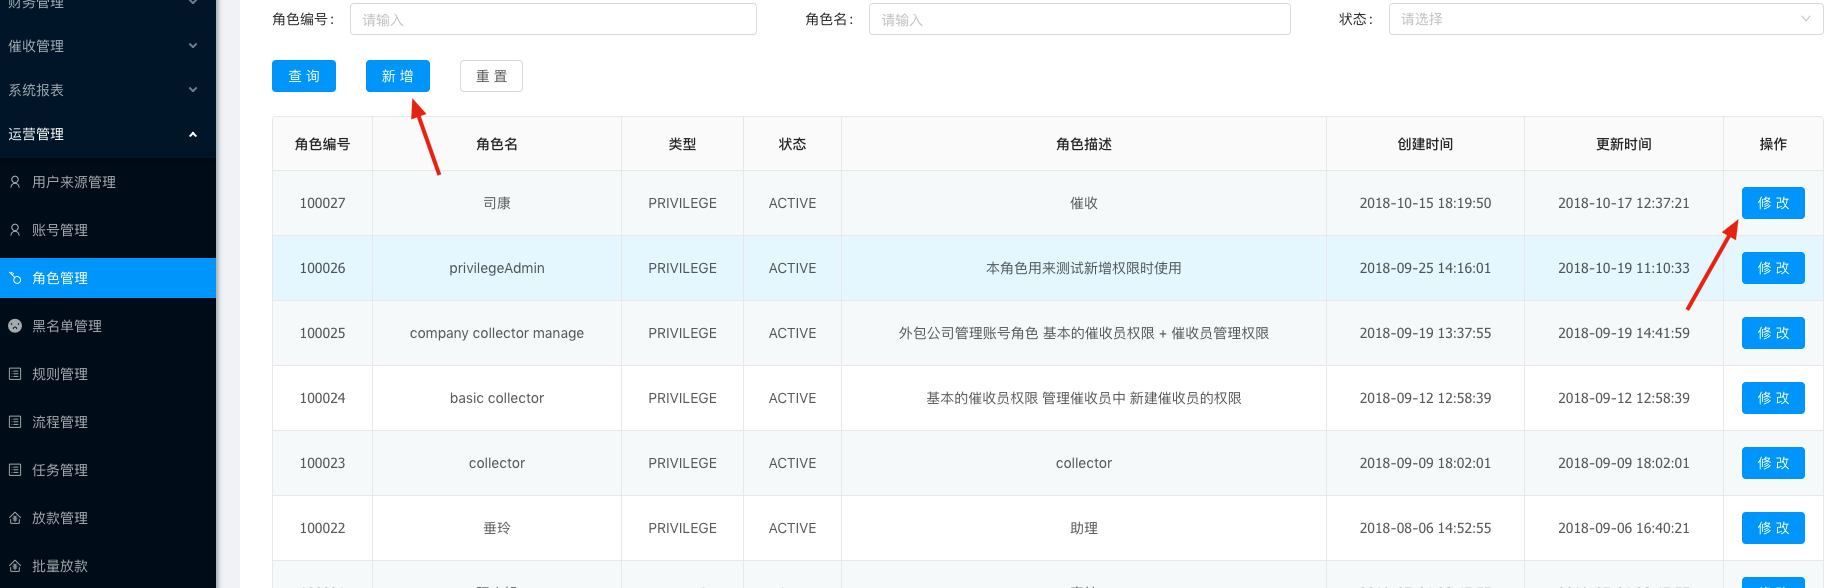 财务管理
催收管理
系统报表
运营管理
用户来源管理
账号管理
角色管理
黑名单管理
规则管理
流程管理
任务管理
放款管理
批量放款
角色编号： 请输入 角色名： 请输入 状态： 请选择
查 询 新 增 重 置
角色编号 角色名 类型 状态 角色描述 创建时间 更新时间 操作
100027 司康 PRIVILEGE ACTIVE 催收 2018-10-15 18:19:50 2018-10-17 12:37:21 修 改
100026 privilegeAdmin PRIVILEGE ACTIVE 本角色用来测试新增权限时使用 2018-09-25 14:16:01 2018-10-19 11:10:33 修 改
100025 company collector manage PRIVILEGE ACTIVE 外包公司管理账号角色 基本的催收员权限 + 催收员管理权限 2018-09-19 13:37:55 2018-09-19 14:41:59 修 改
100024 basic collector PRIVILEGE ACTIVE 基本的催收员权限 管理催收员中 新建催收员的权限 2018-09-12 12:58:39 2018-09-12 12:58:39 修 改
100023 collector PRIVILEGE ACTIVE collector 2018-09-09 18:02:01 2018-09-09 18:02:01 修 改
100022 垂玲 PRIVILEGE ACTIVE 助理 2018-08-06 14:52:55 2018-09-06 16:40:21 修 改